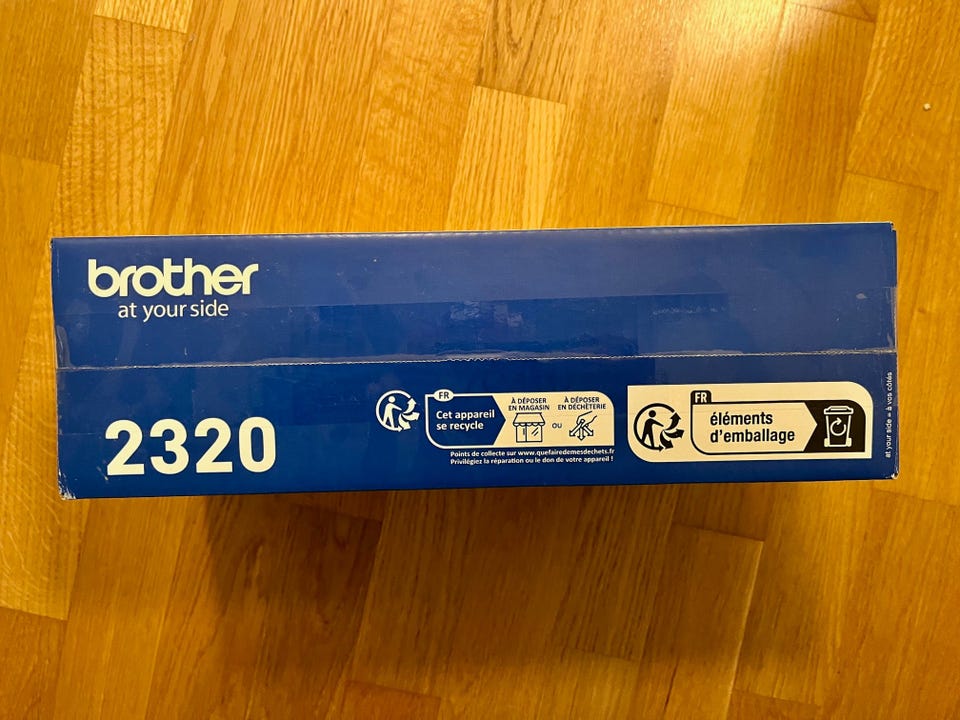 brother
at your side
2320
FR
Cet appareil
se recycle
À DÉPOSER
EN MAGASIN
OU
À DÉPOSER
EN DÉCHÈTERIE
Points de collecte sur www.quefairedemesdechets.fr
Privilégiez la réparation ou le don de votre appareil !
FR
éléments
d'emballage
at your side = à vos côtés